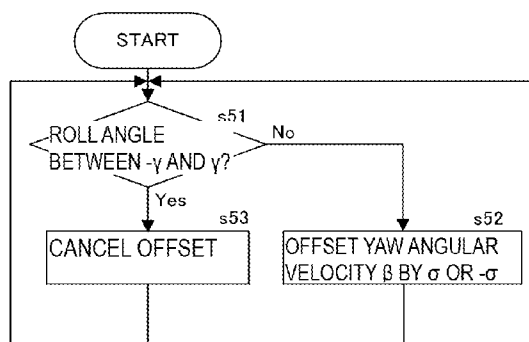 START
s51
ROLL ANGLE
BETWEEN -γ AND γ?
No
Yes
s53
CANCEL OFFSET
s52
OFFSET YAW ANGULAR
VELOCITY β BY σ OR -σ